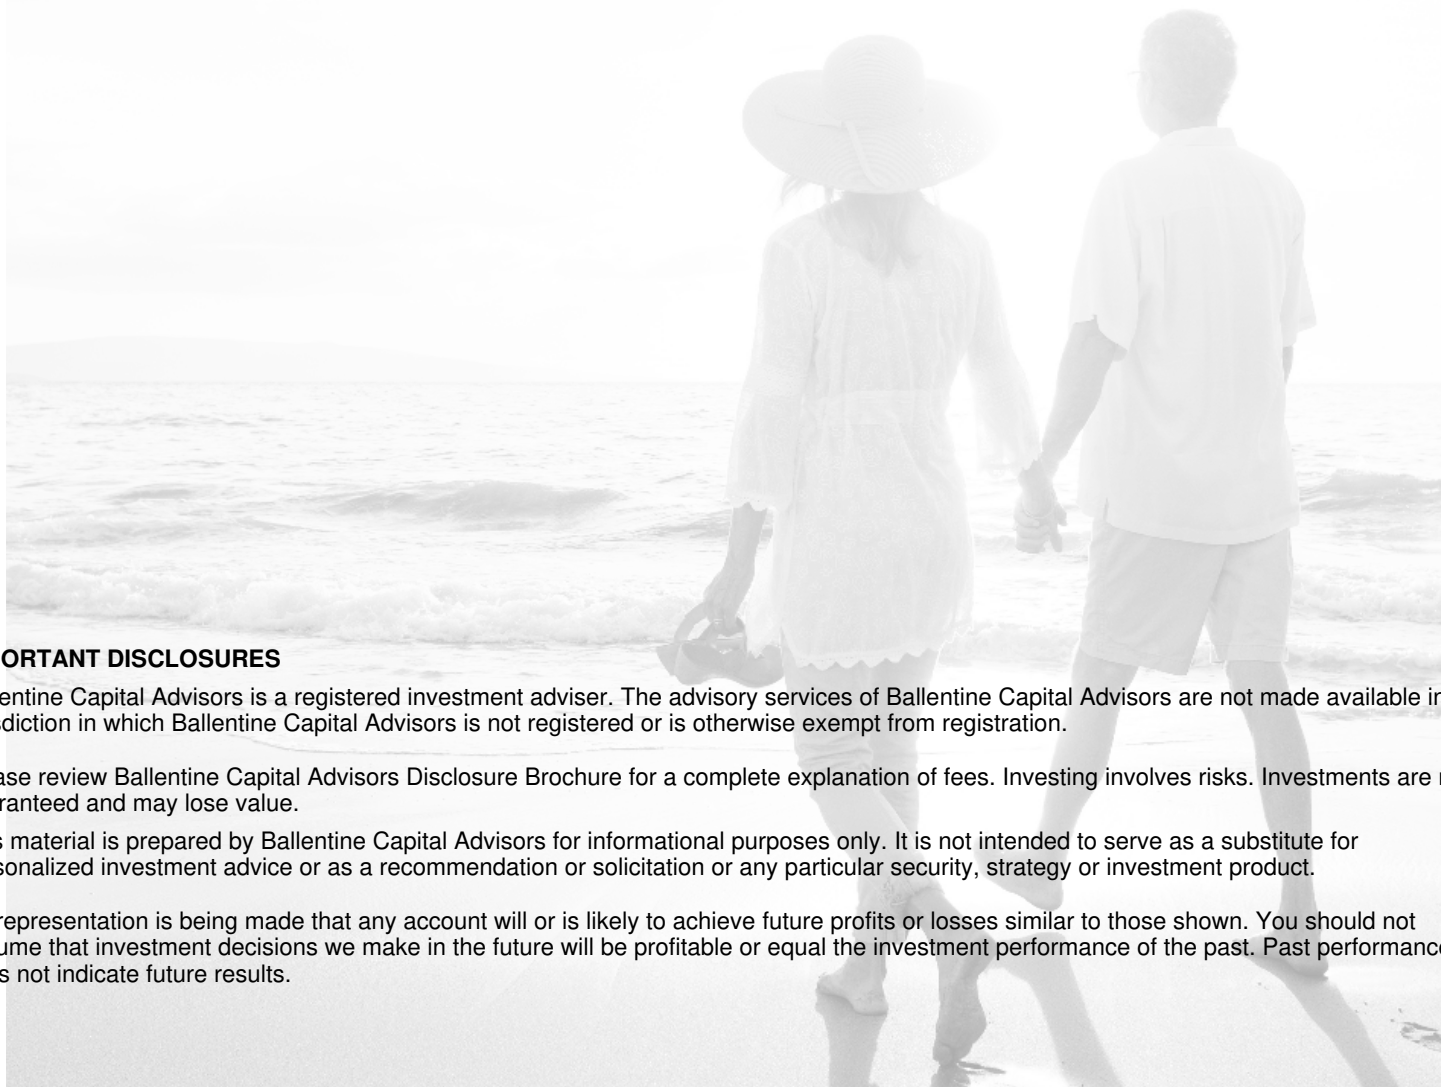 ORTANT DISCLOSURES
entine Capital Advisors is a registered investment adviser. The advisory services of Ballentine Capital Advisors are not made available in
sdiction in which Ballentine Capital Advisors is not registered or is otherwise exempt from registration.
ase review Ballentine Capital Advisors Disclosure Brochure for a complete explanation of fees. Investing involves risks. Investments are
ranteed and may lose value.
s material is prepared by Ballentine Capital Advisors for informational purposes only. It is not intended to serve as a substitute for
sonalized investment advice or as a recommendation or solicitation or any particular security, strategy or investment product.
representation is being made that any account will or is likely to achieve future profits or losses similar to those shown. You should not
ume that investment decisions we make in the future will be profitable or equal the investment performance of the past. Past performance
s not indicate future results.